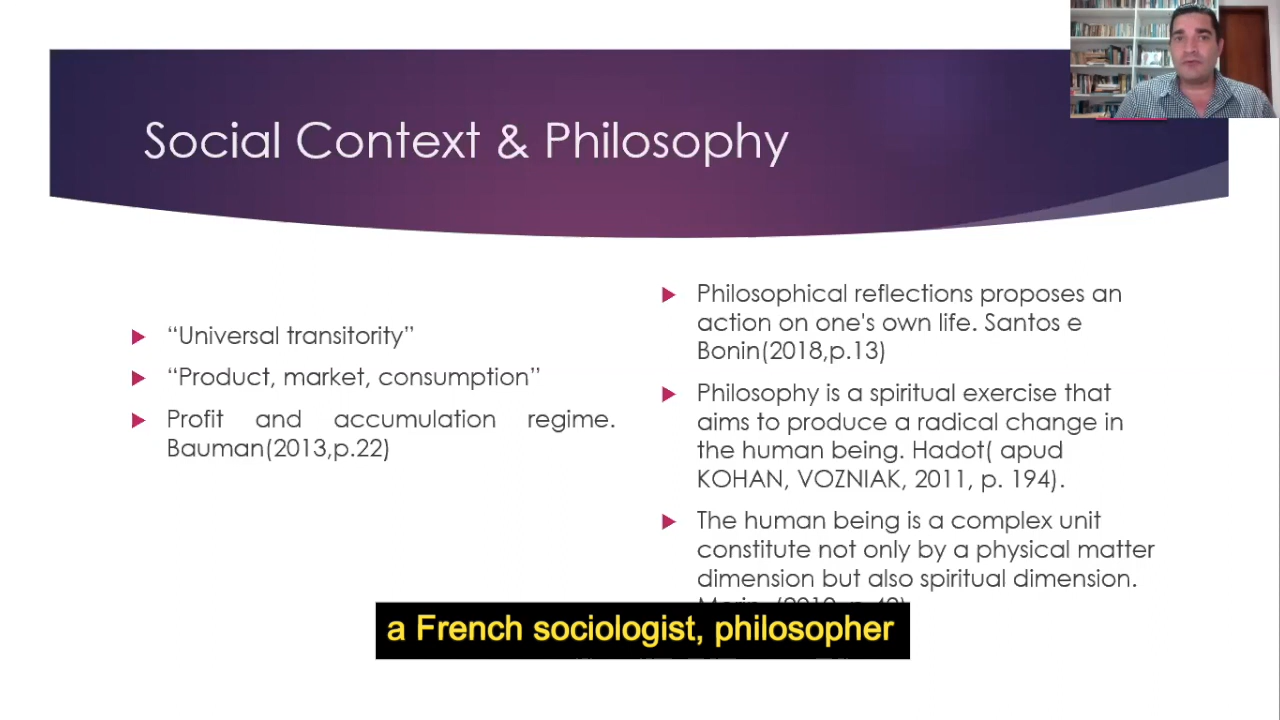 Social Context & Philosophy
“Universal transitority”
“Product, market, consumption”
Profit and accumulation regime.
Bauman(2013,p.22)
Philosophical reflections proposes an
action on one's own life. Santos e
Bonin(2018,p.13)
Philosophy is a spiritual exercise that
aims to produce a radical change in
the human being. Hadot( apud
KOHAN, VOZNIAK, 2011, p. 194).
The human being is a complex unit
constitute not only by a physical matter
dimension but also spiritual dimension.
a French sociologist, philosopher